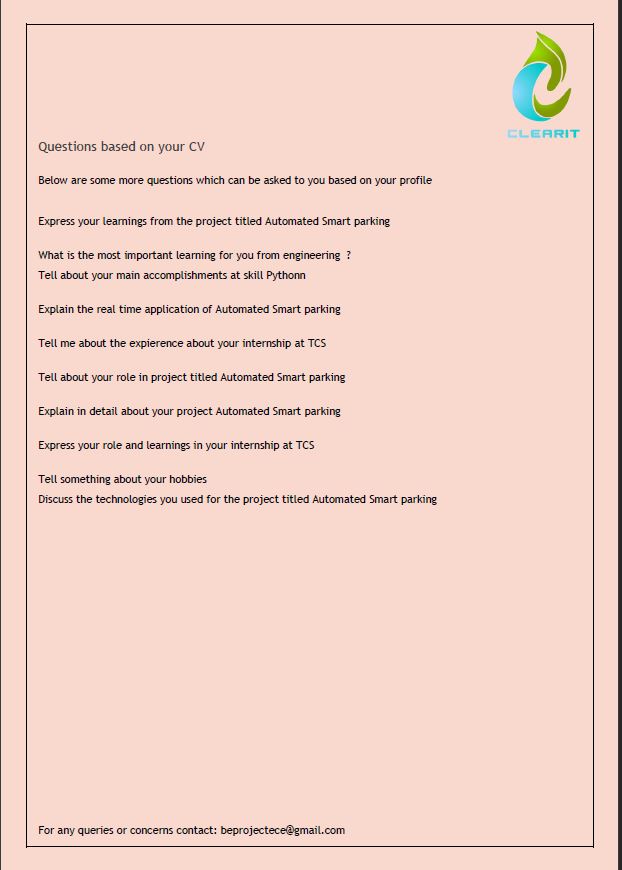 CLEARIT
Questions based on your CV
Below are some more questions which can be asked to you based on your profile
Express your learnings from the project titled Automated Smart parking
What is the most important learning for you from engineering  ?
Tell about your main accomplishments at skill Pythonn
Explain the real time application of Automated Smart parking
Tell me about the expierence about your internship at TCS
Tell about your role in project titled Automated Smart parking
Explain in detail about your project Automated Smart parking
Express your role and learnings in your internship at TCS
Tell something about your hobbies
Discuss the technologies you used for the project titled Automated Smart parking
For any queries or concerns contact: beprojectece@gmail.com